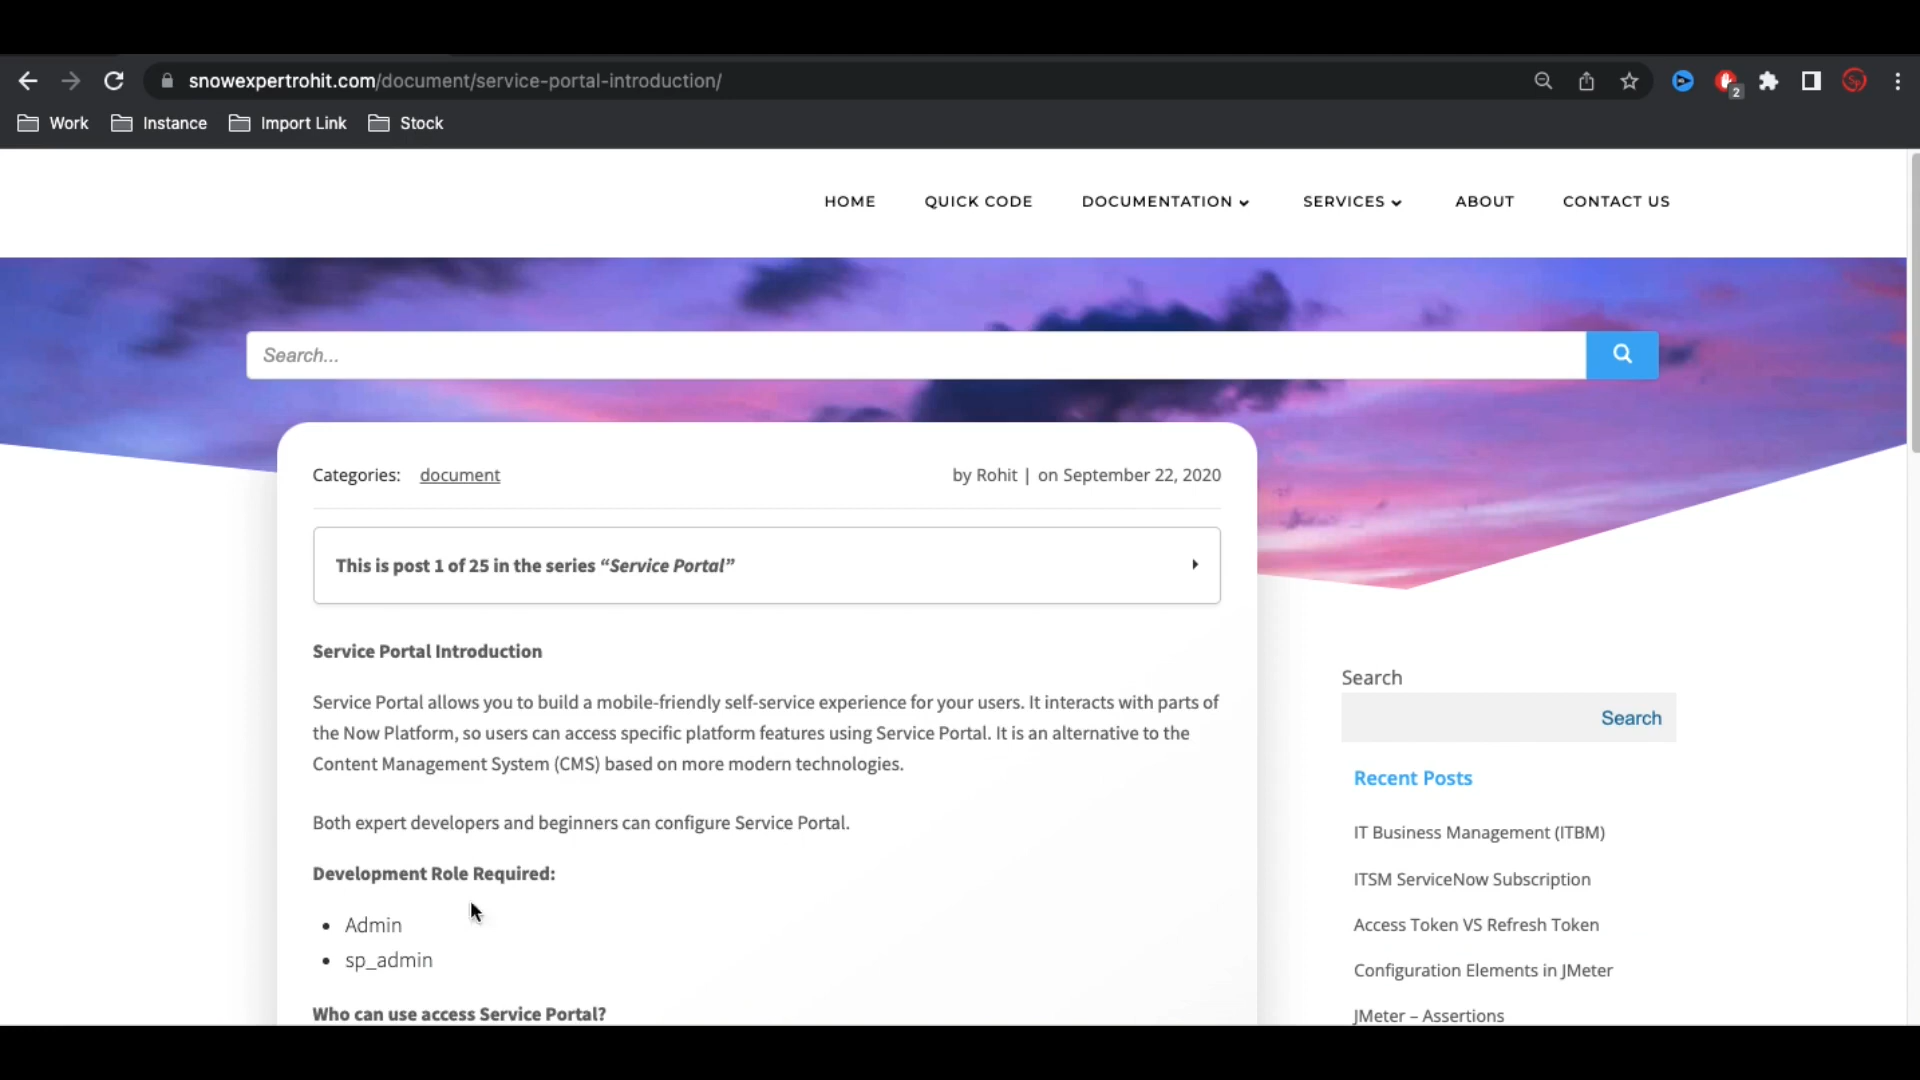 snowexpertrohit.com/document/service-portal-introduction/
2
Sp
Work Instance Import Link Stock
HOME QUICK CODE DOCUMENTATION SERVICES ABOUT CONTACT US
Search...
Categories: document by Rohit | on September 22, 2020
This is post 1 of 25 in the series “Service Portal”
Service Portal Introduction
Service Portal allows you to build a mobile-friendly self-service experience for your users. It interacts with parts of
the Now Platform, so users can access specific platform features using Service Portal. It is an alternative to the
Content Management System (CMS) based on more modern technologies.
Both expert developers and beginners can configure Service Portal.
Development Role Required:
• Admin
• sp_admin
Who can use access Service Portal?
Search
Search
Recent Posts
IT Business Management (ITBM)
ITSM ServiceNow Subscription
Access Token VS Refresh Token
Configuration Elements in JMeter
JMeter – Assertions